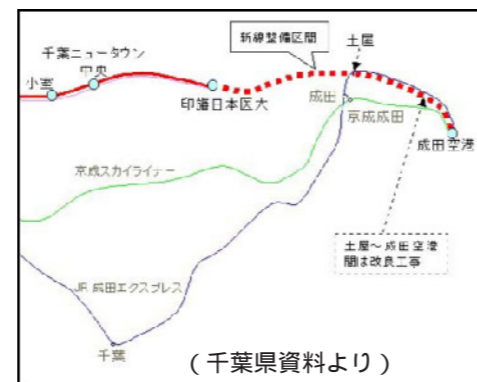 新線整備区間
土屋
千葉ニュータウン
中央
小室
印旛日本医大
成田
京成成田
成田空港
京成スカイライナー
土屋～成田空港
間は改良工事
JR成田エクスプレス
千葉
（千葉県資料より）